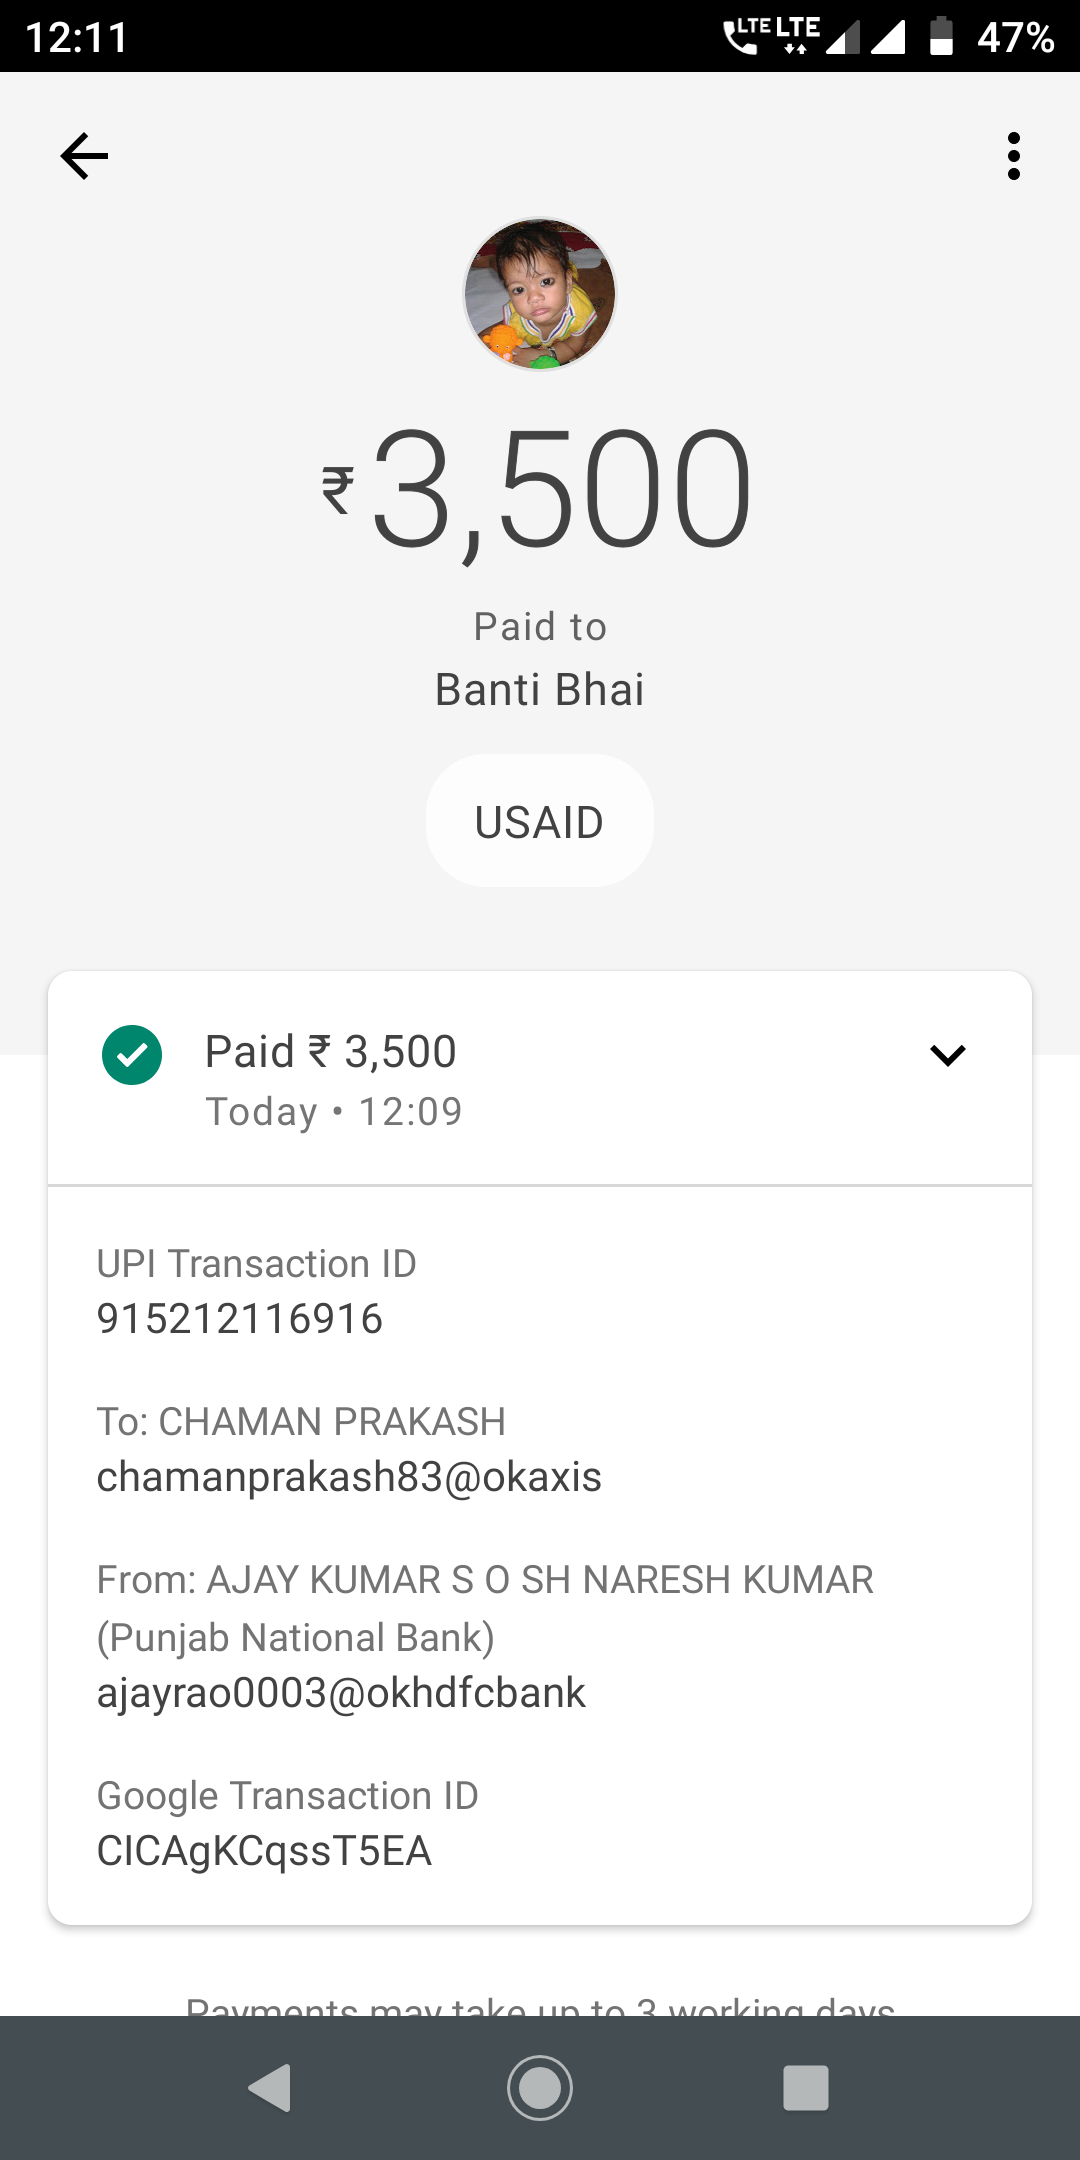 12:11
LTE LTE 47%
₹3,500
Paid to
Banti Bhai
USAID
Paid ₹ 3,500
Today • 12:09
UPI Transaction ID
915212116916
To: CHAMAN PRAKASH
chamanprakash83@okaxis
From: AJAY KUMAR S O SH NARESH KUMAR
(Punjab National Bank)
ajayrao0003@okhdfcbank
Google Transaction ID
CICAgKCqssT5EA
Payments may take up to 3 working days